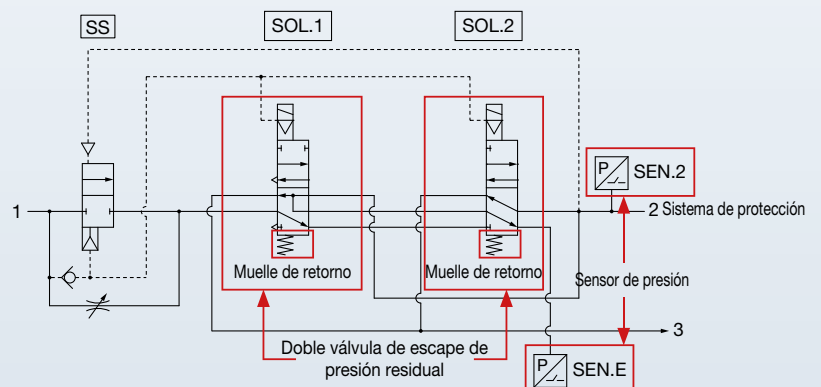 SS
SOL.1
SOL.2
P
SEN.2
1
2 Sistema de protección
Muelle de retorno
Muelle de retorno
Sensor de presión
3
Doble válvula de escape de
presión residual
P
SEN.E